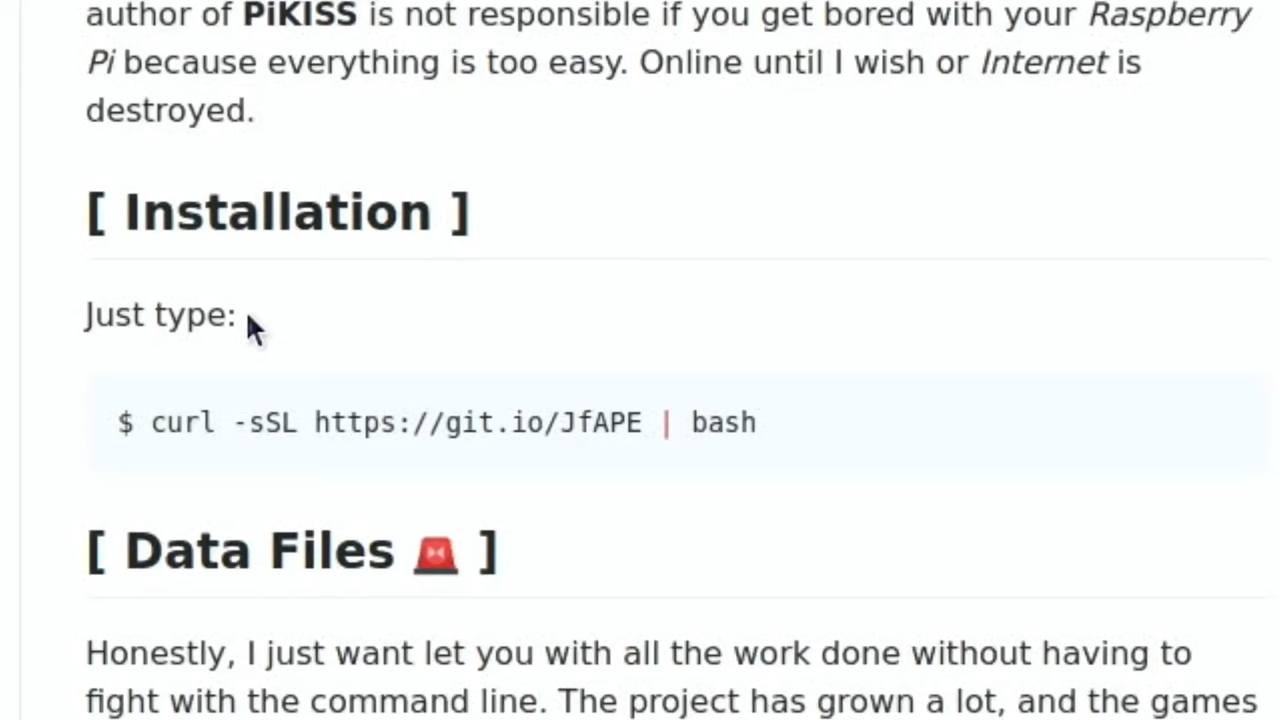 author of PiKISS is not responsible if you get bored with your Raspberry
Pi because everything is too easy. Online until I wish or Internet is
destroyed.
[ Installation ]
Just type:
$ curl -sSL https://git.io/JfAPE | bash
[ Data Files 🚨 ]
Honestly, I just want let you with all the work done without having to
fight with the command line. The project has grown a lot, and the games